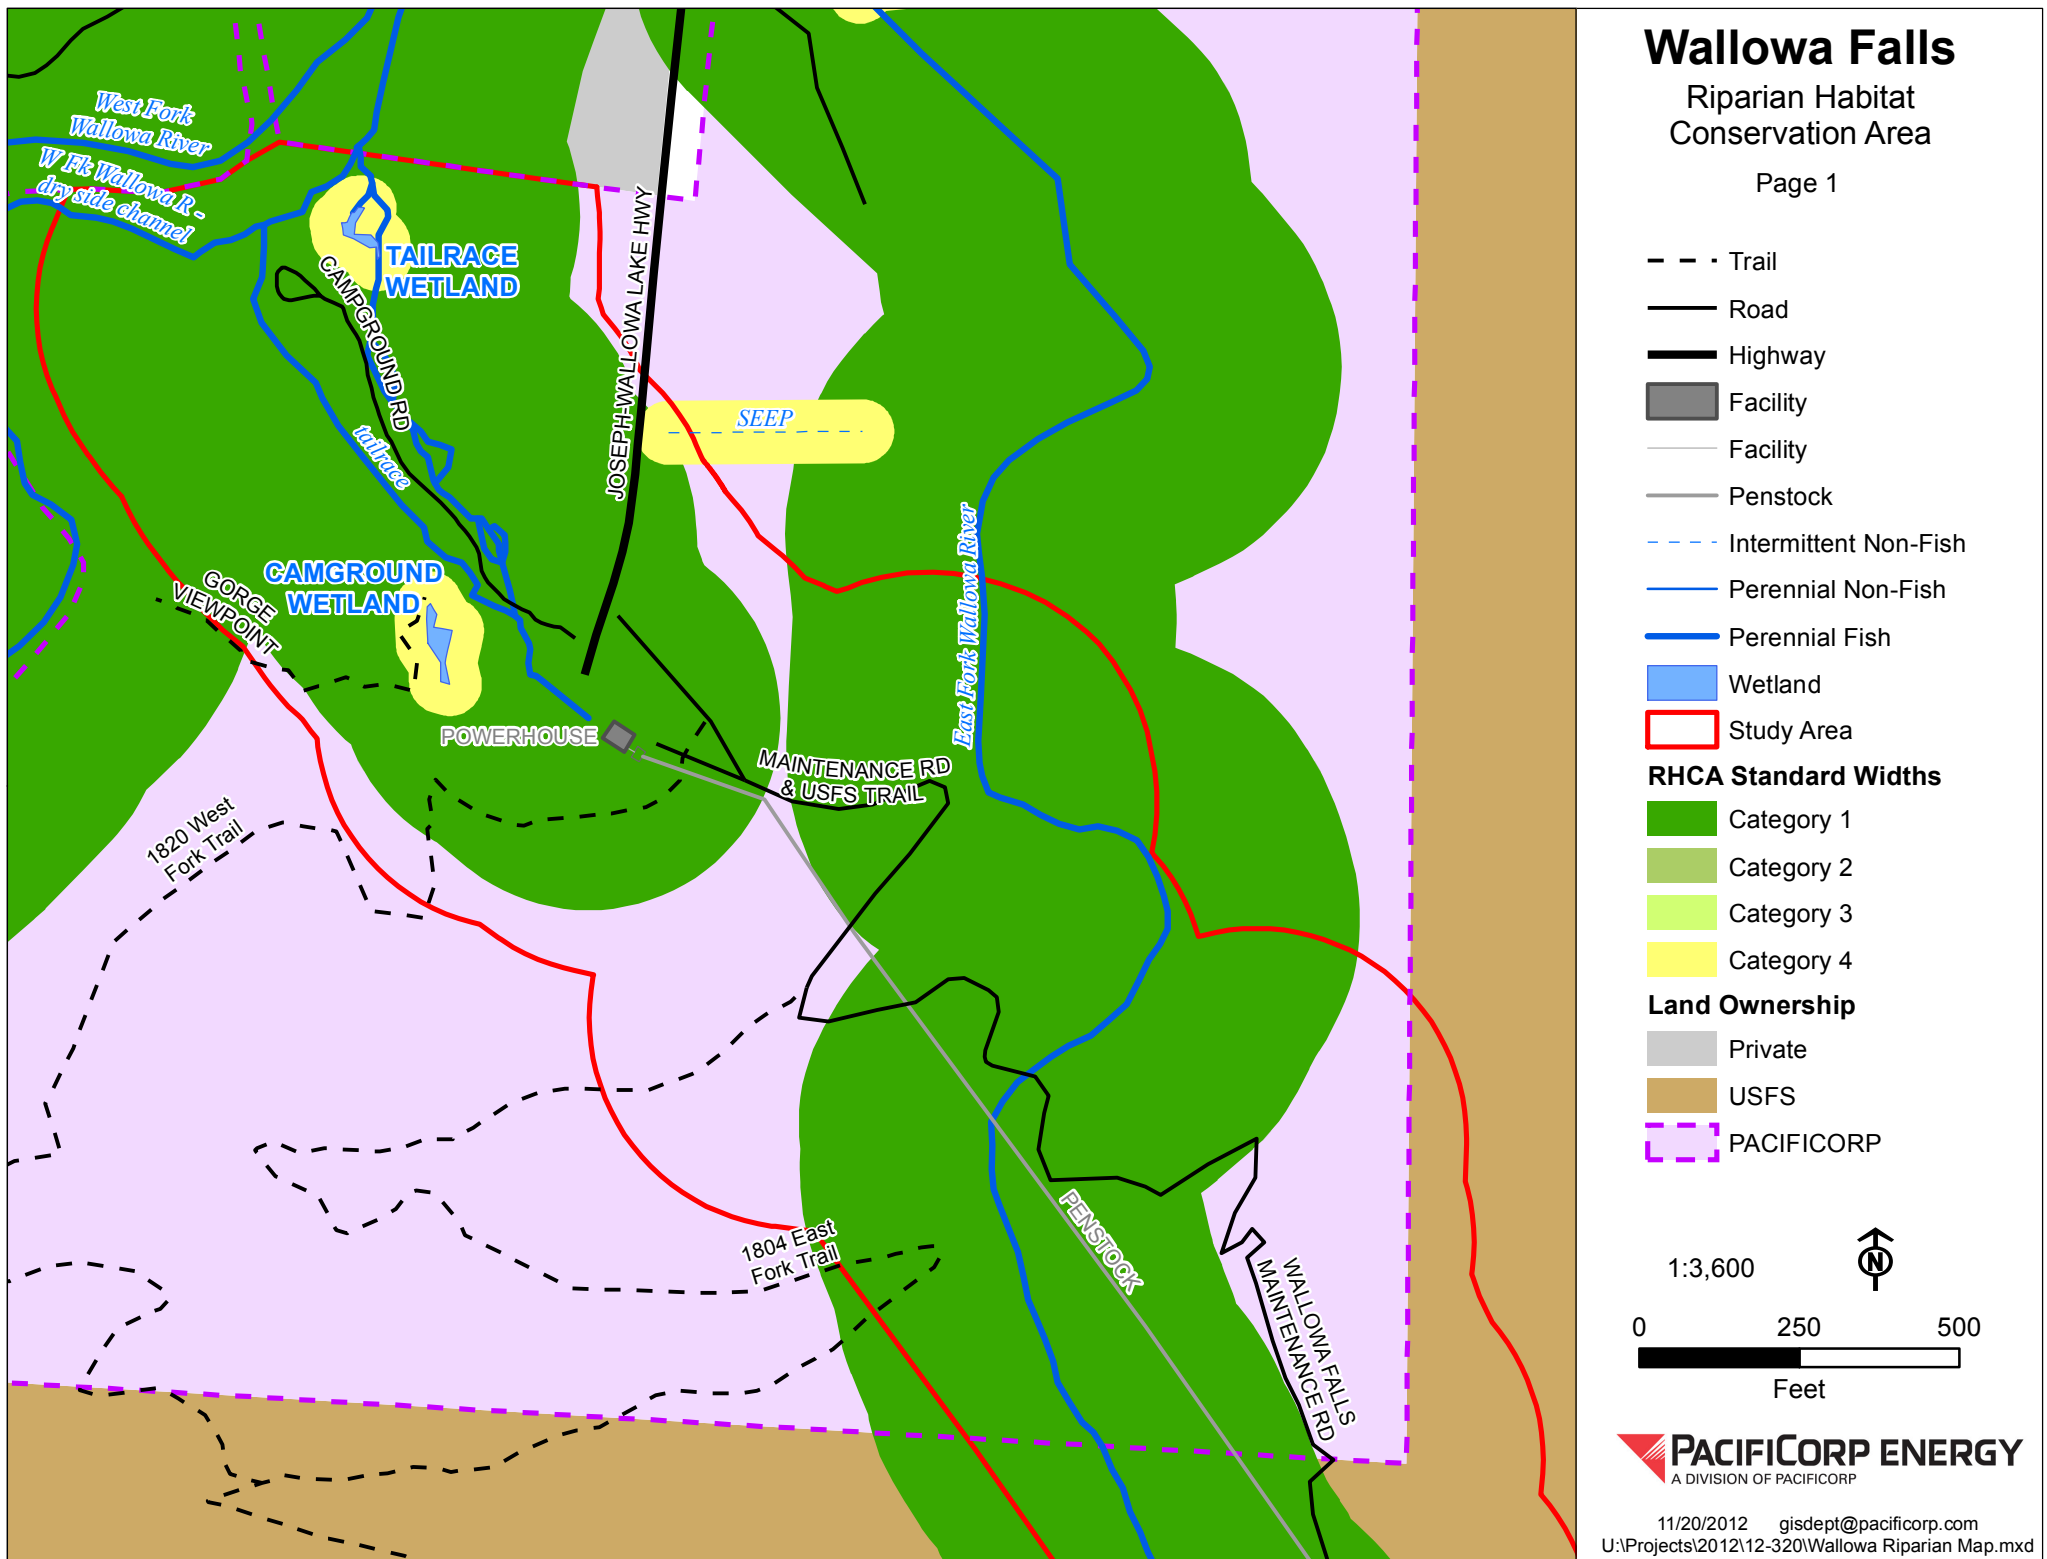 West Fork
Wallowa River
W Fk Wallowa R -
dry side channel
TAILRACE
WETLAND
CAMPGROUND RD
JOSEPH-WALLOWA LAKE HWY
SEEP
tailrace
East Fork Wallowa River
CAMGROUND
WETLAND
GORGE
VIEWPOINT
POWERHOUSE
MAINTENANCE RD
& USFS TRAIL
1820 West
Fork Trail
1804 East
Fork Trail
PENSTOCK
WALLOWA FALLS
MAINTENANCE RD
Wallowa Falls
Riparian Habitat
Conservation Area
Page 1
Trail
Road
Highway
Facility
Facility
Penstock
Intermittent Non-Fish
Perennial Non-Fish
Perennial Fish
Wetland
Study Area
RHCA Standard Widths
Category 1
Category 2
Category 3
Category 4
Land Ownership
Private
USFS
PACIFICORP
1:3,600
N
0 250 500
Feet
PACIFICORP ENERGY
A DIVISION OF PACIFICORP
11/20/2012 gisdept@pacificorp.com
U:\Projects\2012\12-320\Wallowa Riparian Map.mxd